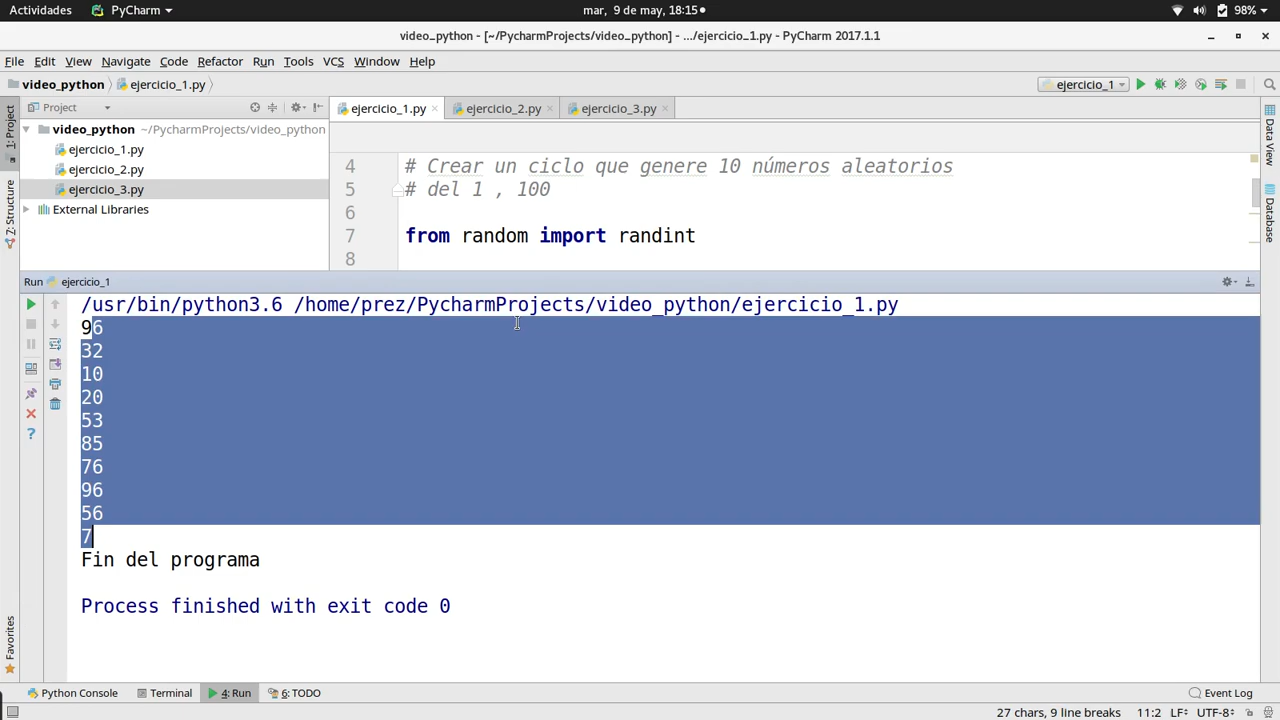 Actividades PyCharm mar, 9 de may, 18:15 98%
video_python - [~/PycharmProjects/video_python] - .../ejercicio_1.py - PyCharm 2017.1.1
File Edit View Navigate Code Refactor Run Tools VCS Window Help
video_python ejercicio_1.py ejercicio_1
Project ejercicio_1.py ejercicio_2.py ejercicio_3.py
1: Project
7: Structure
Favorites
video_python ~/PycharmProjects/video_python
ejercicio_1.py
ejercicio_2.py
ejercicio_3.py
External Libraries
4 # Crear un ciclo que genere 10 números aleatorios
5 # del 1 , 100
6
7 from random import randint
8
Data View
Database
Run ejercicio_1
/usr/bin/python3.6 /home/prez/PycharmProjects/video_python/ejercicio_1.py
96
32
10
20
53
85
76
96
56
7
Fin del programa
Process finished with exit code 0
Python Console Terminal 4: Run 6: TODO Event Log
27 chars, 9 line breaks 11:2 LF UTF-8